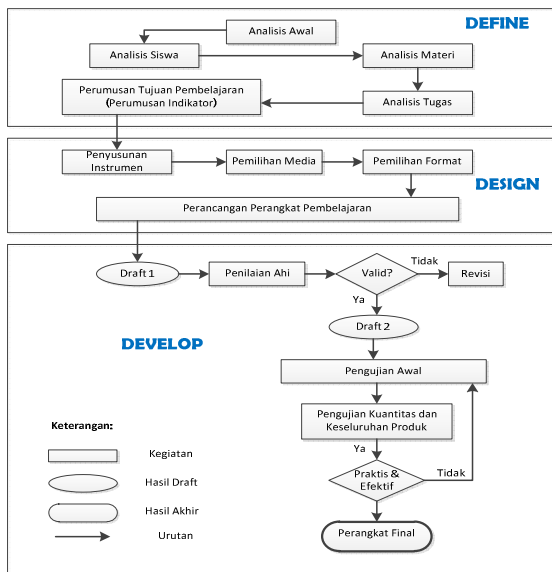 DEFINE
Analisis Awal
Analisis Siswa
Analisis Materi
Perumusan Tujuan Pembelajaran
(Perumusan Indikator)
Analisis Tugas
Penyusunan
Instrumen
Pemilihan Media
Pemilihan Format
DESIGN
Perancangan Perangkat Pembelajaran
Draft 1
Penilaian Ahi
Valid?
Tidak
Revisi
Ya
Draft 2
DEVELOP
Pengujian Awal
Pengujian Kuantitas dan
Keseluruhan Produk
Ya
Praktis &
Efektif
Tidak
Perangkat Final
Keterangan:
Kegiatan
Hasil Draft
Hasil Akhir
Urutan